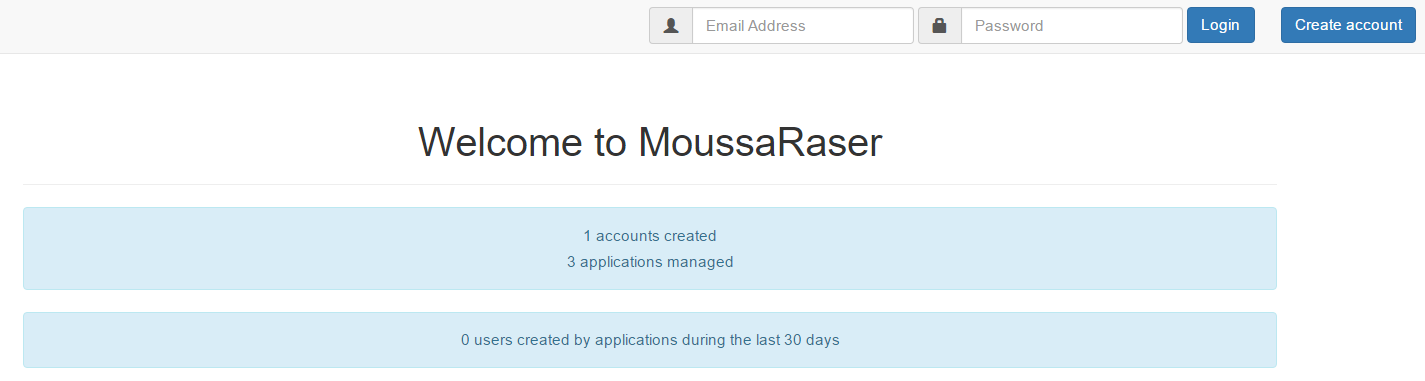 Email Address Password Login Create account
Welcome to MoussaRaser
1 accounts created
3 applications managed
0 users created by applications during the last 30 days